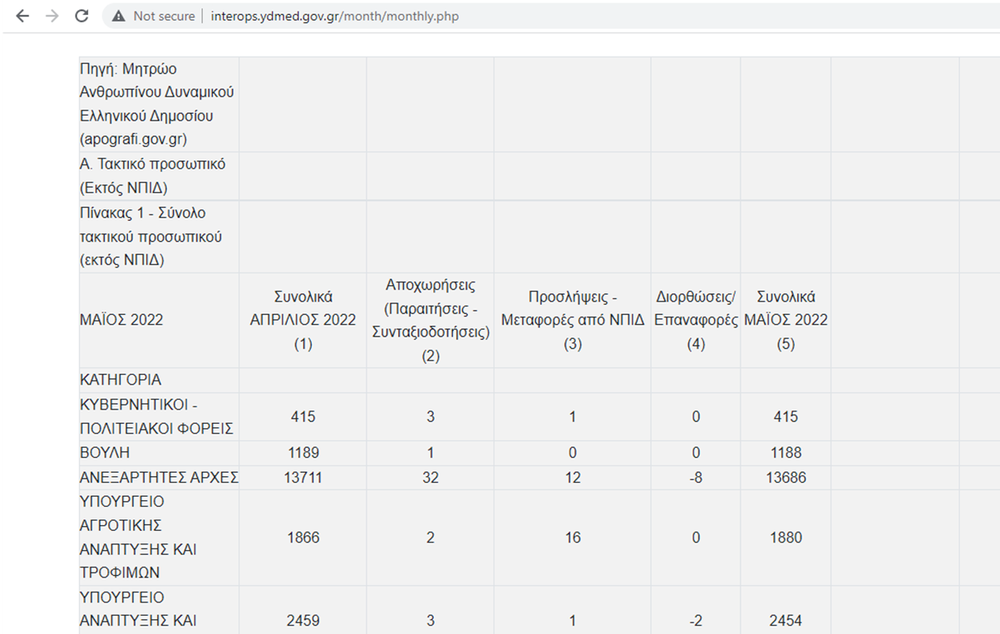 Not secure interops.ydmed.gov.gr/month/monthly.php
Πηγή: Μητρώο
Ανθρωπίνου Δυναμικού
Ελληνικού Δημοσίου
(apografi.gov.gr)
Α. Τακτικό προσωπικό
(Εκτός ΝΠΙΔ)
Πίνακας 1 - Σύνολο
τακτικού προσωπικού
(εκτός ΝΠΙΔ)
ΜΑΪΟΣ 2022
Συνολικά
ΑΠΡΙΛΙΟΣ 2022
(1)
Αποχωρήσεις
(Παραιτήσεις -
Συνταξιοδοτήσεις)
(2)
Προσλήψεις -
Μεταφορές από ΝΠΙΔ
(3)
Διορθώσεις/
Επαναφορές
(4)
Συνολικά
ΜΑΪΟΣ 2022
(5)
ΚΑΤΗΓΟΡΙΑ
ΚΥΒΕΡΝΗΤΙΚΟΙ -
ΠΟΛΙΤΕΙΑΚΟΙ ΦΟΡΕΙΣ
415 3 1 0 415
ΒΟΥΛΗ 1189 1 0 0 1188
ΑΝΕΞΑΡΤΗΤΕΣ ΑΡΧΕΣ 13711 32 12 -8 13686
ΥΠΟΥΡΓΕΙΟ
ΑΓΡΟΤΙΚΗΣ
ΑΝΑΠΤΥΞΗΣ ΚΑΙ
ΤΡΟΦΙΜΩΝ
1866 2 16 0 1880
ΥΠΟΥΡΓΕΙΟ
ΑΝΑΠΤΥΞΗΣ ΚΑΙ
2459 3 1 -2 2454